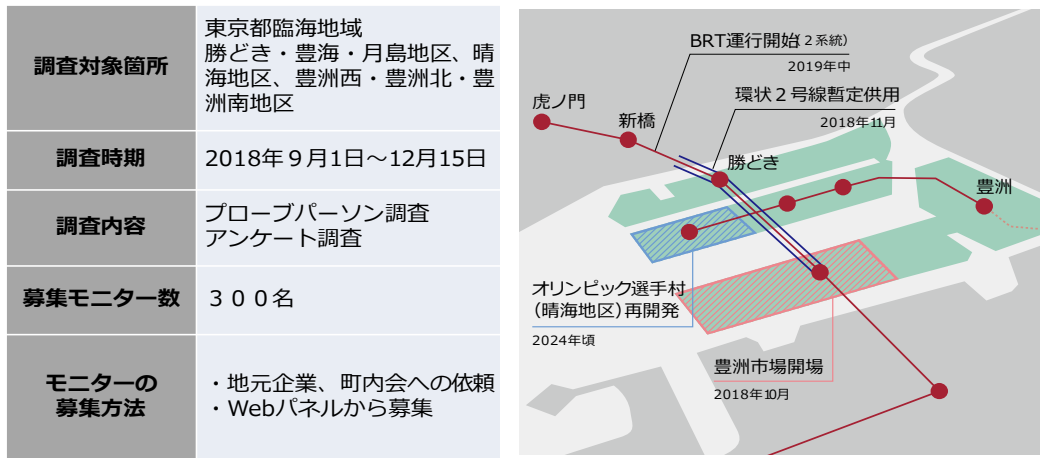 調査対象箇所
東京都臨海地域
勝どき・豊海・月島地区、晴
海地区、豊洲西・豊洲北・豊
洲南地区
調査時期
2018年９月1日～12月15日
調査内容
プローブパーソン調査
アンケート調査
募集モニター数
３００名
モニターの
募集方法
・地元企業、町内会への依頼
・Webパネルから募集
BRT運行開始(２系統)
2019年中
環状２号線暫定供用
2018年11月
虎ノ門
新橋
勝どき
豊洲
オリンピック選手村
（晴海地区）再開発
2024年頃
豊洲市場開場
2018年10月